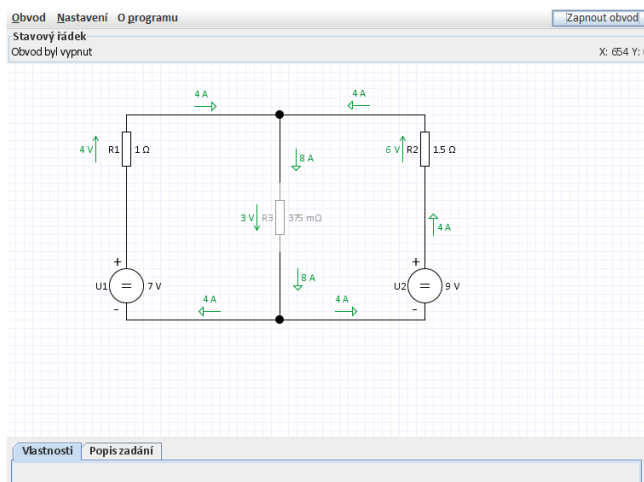 Obvod Nastavení O programu
Zapnout obvod
Stavový řádek
Obvod byl vypnut
X: 654 Y:
4 A
4 A
4 V
R1
1 Ω
8 A
6 V
R2
1.5 Ω
3 V
R3
375 mΩ
4 A
+
+
U1
=
7 V
8 A
U2
=
9 V
-
-
4 A
4 A
Vlastnosti
Popis zadání